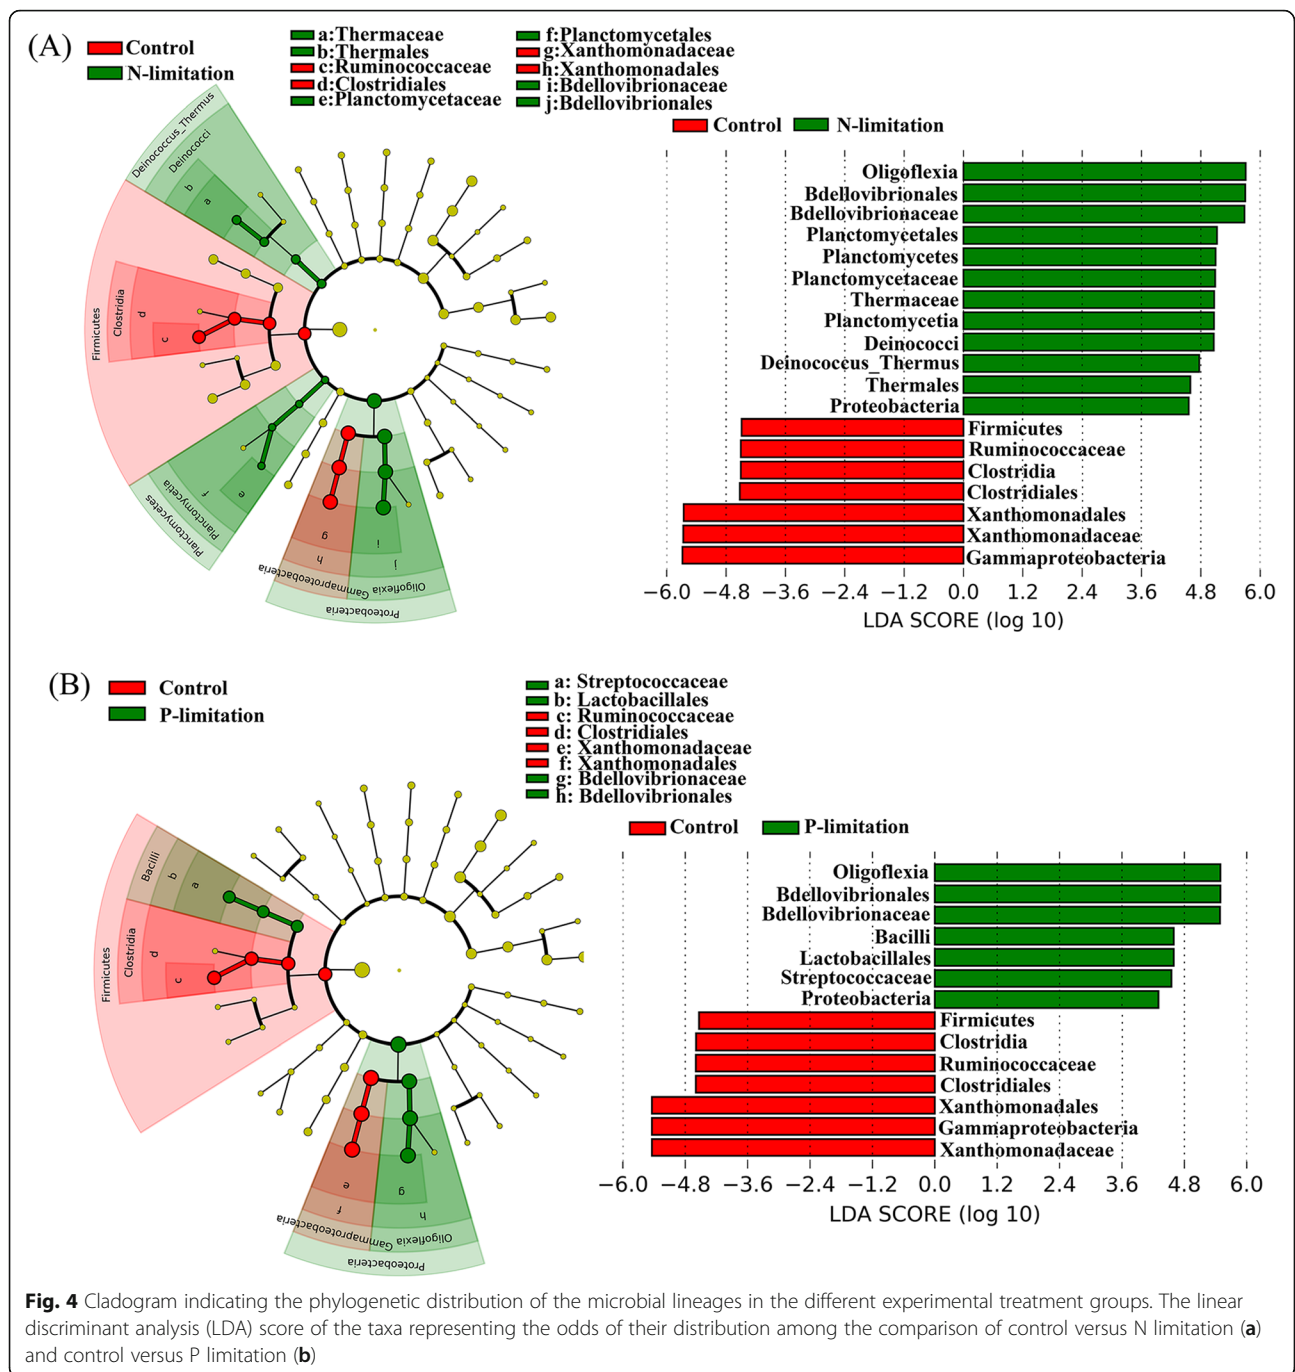 (A)
Control
N-limitation
a:Thermaceae
b:Thermales
c:Ruminococcaceae
d:Clostridiales
e:Planctomycetaceae
f:Planctomycetales
g:Xanthomonadaceae
h:Xanthomonadales
i:Bdellovibrionaceae
j:Bdellovibrionales
Deinococcus_Thermus
Deinococci
b
a
Firmicutes
Clostridia
d
c
Planctomycetes
Planctomycetia
f
e
g
h
Gammaproteobacteria
i
j
Oligoflexia
Proteobacteria
Control
N-limitation
Oligoflexia
Bdellovibrionales
Bdellovibrionaceae
Planctomycetales
Planctomycetes
Planctomycetaceae
Thermaceae
Planctomycetia
Deinococci
Deinococcus_Thermus
Thermales
Proteobacteria
Firmicutes
Ruminococcaceae
Clostridia
Clostridiales
Xanthomonadales
Xanthomonadaceae
Gammaproteobacteria
−6.0 −4.8 −3.6 −2.4 −1.2 0.0 1.2 2.4 3.6 4.8 6.0
LDA SCORE (log 10)
(B)
Control
P-limitation
a: Streptococcaceae
b: Lactobacillales
c: Ruminococcaceae
d: Clostridiales
e: Xanthomonadaceae
f: Xanthomonadales
g: Bdellovibrionaceae
h: Bdellovibrionales
Bacilli
b
a
Firmicutes
Clostridia
d
c
e
f
Gammaproteobacteria
g
h
Oligoflexia
Proteobacteria
Control
P-limitation
Oligoflexia
Bdellovibrionales
Bdellovibrionaceae
Bacilli
Lactobacillales
Streptococcaceae
Proteobacteria
Firmicutes
Clostridia
Ruminococcaceae
Clostridiales
Xanthomonadales
Gammaproteobacteria
Xanthomonadaceae
−6.0 −4.8 −3.6 −2.4 −1.2 0.0 1.2 2.4 3.6 4.8 6.0
LDA SCORE (log 10)
Fig. 4 Cladogram indicating the phylogenetic distribution of the microbial lineages in the different experimental treatment groups. The linear
discriminant analysis (LDA) score of the taxa representing the odds of their distribution among the comparison of control versus N limitation (a)
and control versus P limitation (b)